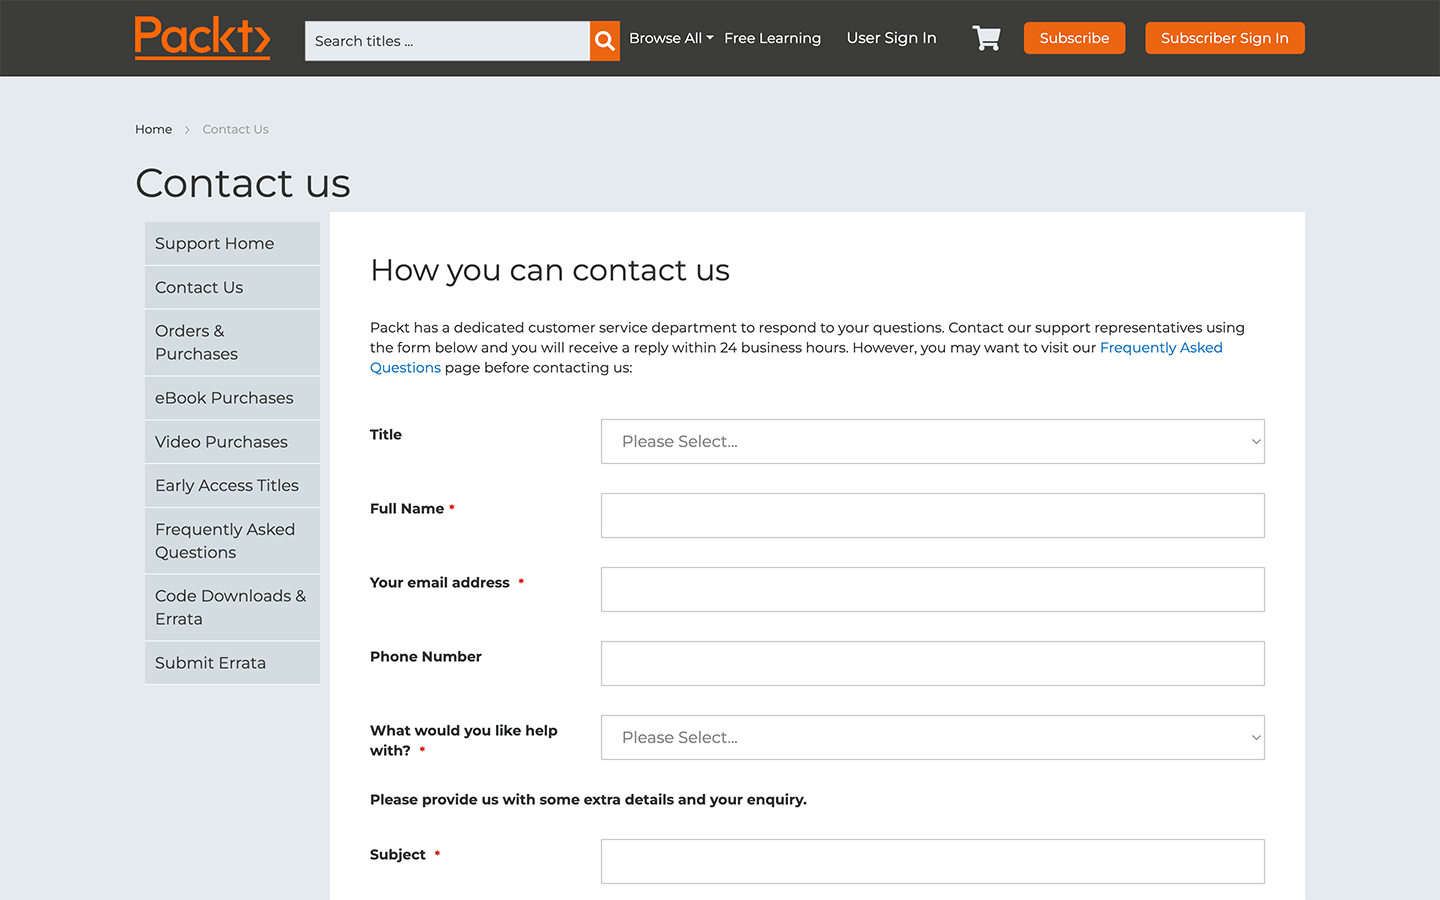 Packt
Search titles ...
Browse All
Free Learning
User Sign In
Subscribe
Subscriber Sign In
Home
Contact Us
Contact us
Support Home
Contact Us
Orders &
Purchases
eBook Purchases
Video Purchases
Early Access Titles
Frequently Asked
Questions
Code Downloads &
Errata
Submit Errata
How you can contact us
Packt has a dedicated customer service department to respond to your questions. Contact our support representatives using
the form below and you will receive a reply within 24 business hours. However, you may want to visit our Frequently Asked
Questions page before contacting us:
Title
Please Select...
Full Name *
Your email address *
Phone Number
What would you like help
with? *
Please Select...
Please provide us with some extra details and your enquiry.
Subject *